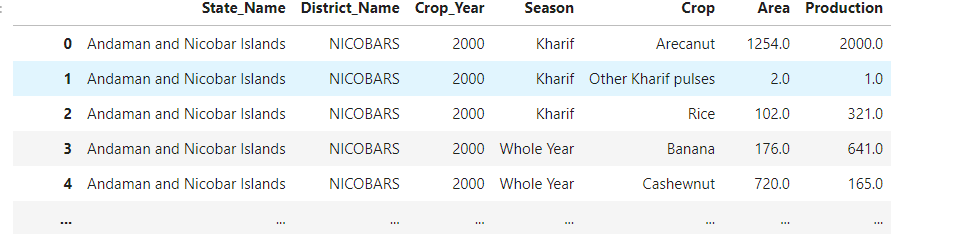 State_Name District_Name Crop_Year Season Crop Area Production
0 Andaman and Nicobar Islands NICOBARS 2000 Kharif Arecanut 1254.0 2000.0
1 Andaman and Nicobar Islands NICOBARS 2000 Kharif Other Kharif pulses 2.0 1.0
2 Andaman and Nicobar Islands NICOBARS 2000 Kharif Rice 102.0 321.0
3 Andaman and Nicobar Islands NICOBARS 2000 Whole Year Banana 176.0 641.0
4 Andaman and Nicobar Islands NICOBARS 2000 Whole Year Cashewnut 720.0 165.0
... ... ... ... ... ... ... ...